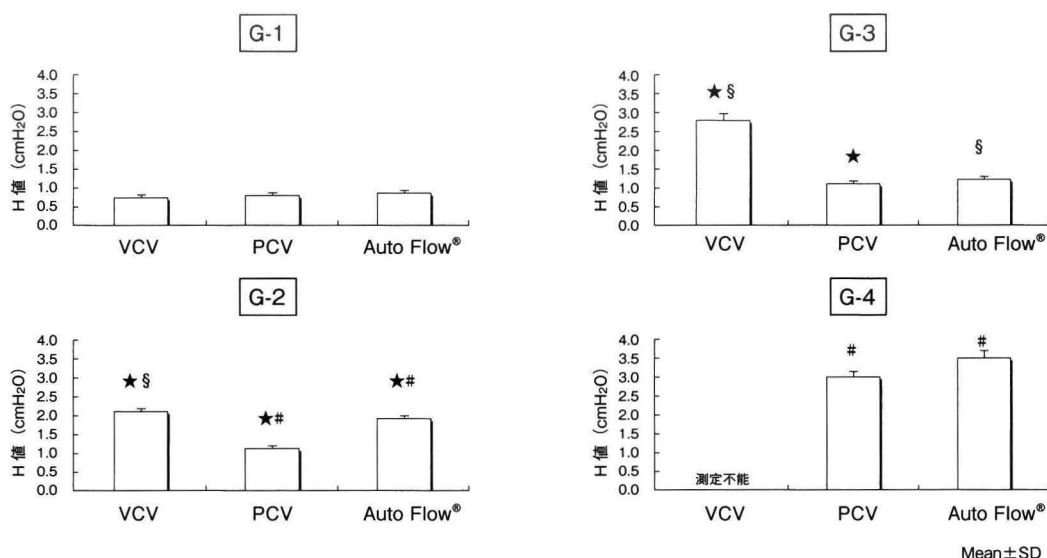 G-1
4.0
3.5
3.0
2.5
2.0
1.5
1.0
0.5
0.0
H 値 (cmH₂O)
VCV PCV Auto Flow®
G-2
4.0
3.5
3.0
2.5
2.0
1.5
1.0
0.5
0.0
H 値 (cmH₂O)
★ § ★# ★#
VCV PCV Auto Flow®
G-3
4.0
3.5
3.0
2.5
2.0
1.5
1.0
0.5
0.0
H 値 (cmH₂O)
★ § ★ §
VCV PCV Auto Flow®
G-4
4.0
3.5
3.0
2.5
2.0
1.5
1.0
0.5
0.0
H 値 (cmH₂O)
# #
測定不能
VCV PCV Auto Flow®
Mean±SD